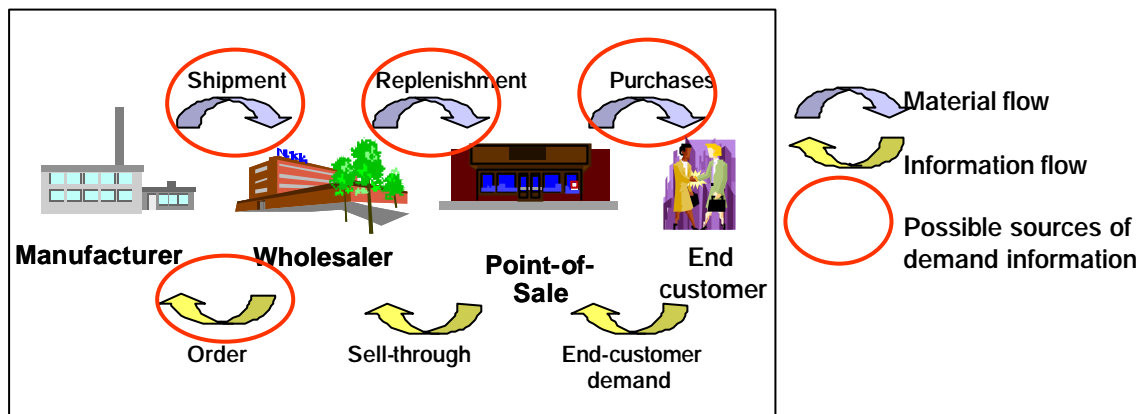 Shipment
Replenishment
Purchases
Manufacturer
Wholesaler
Point-of-
Sale
End
customer
Order
Sell-through
End-customer
demand
Material flow
Information flow
Possible sources of
demand information